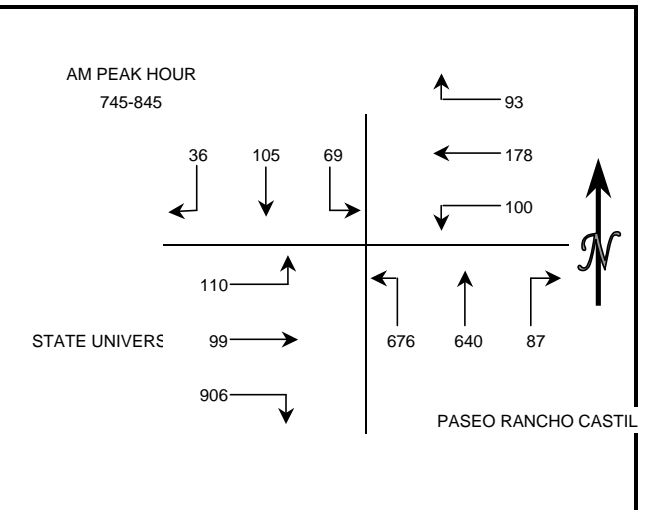 AM PEAK HOUR
745-845
93
36 105 69 178
100
110
STATE UNIVERS 99 676 640 87
906
PASEO RANCHO CASTIL
N